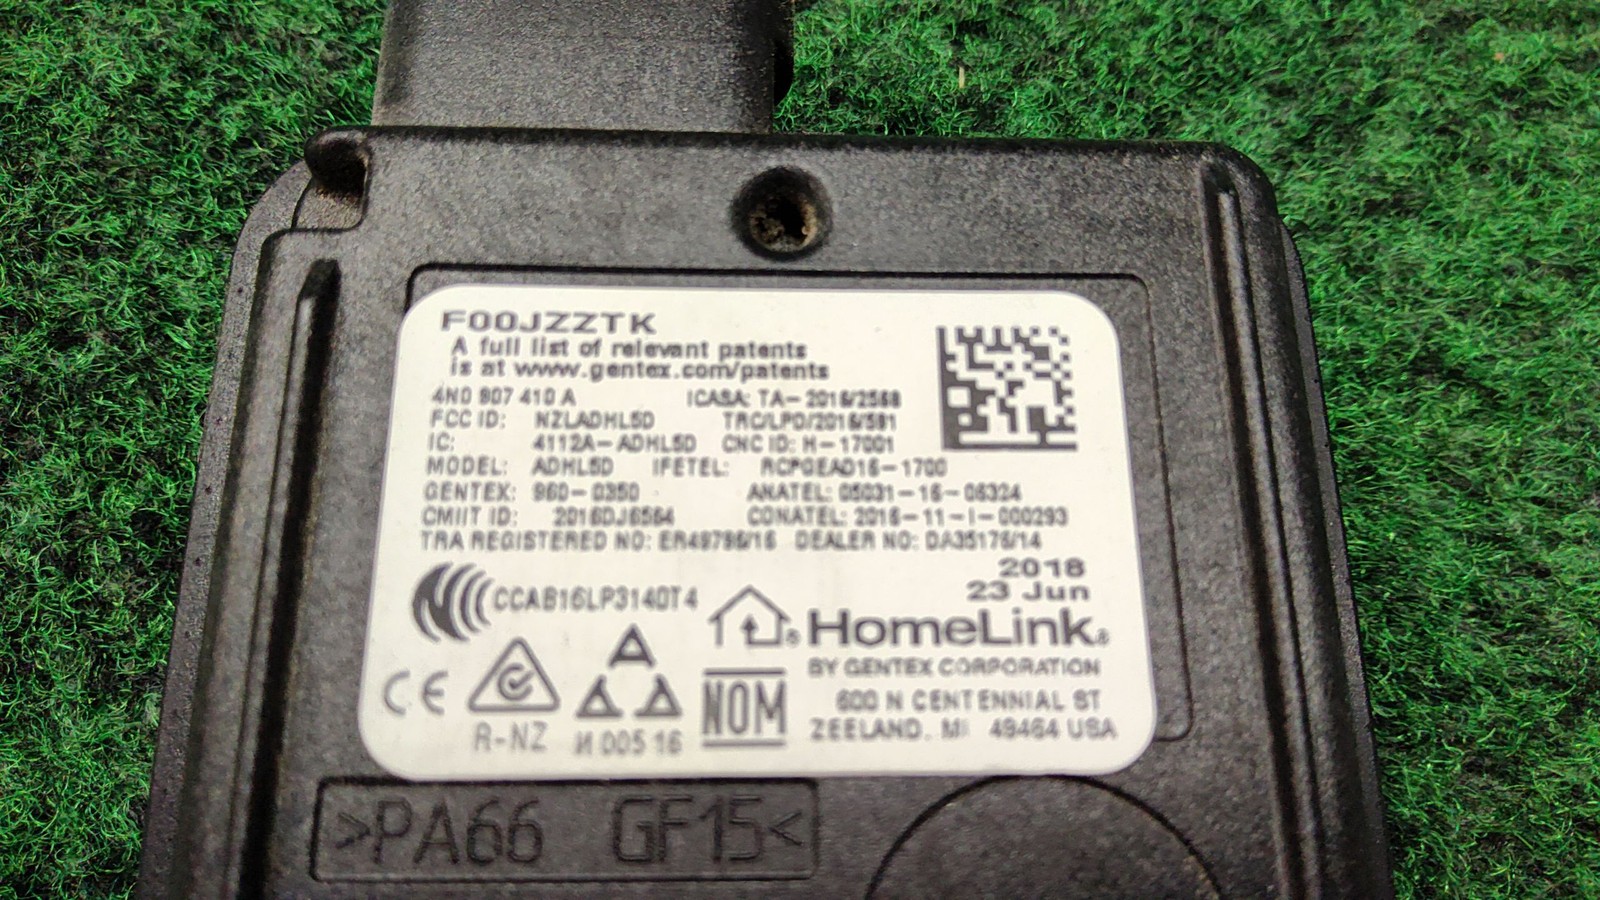 F00JZZTK
A full list of relevant patents
is at www.gentex.com/patents
4N0 907 410 A ICASA: TA-2016/2568
FCC ID: NZLADHL5D TRC/LPD/2016/591
IC: 4112A-ADHL5D CNC ID: H-17001
MODEL: ADHL5D IFETEL: RCPGEAD16-1700
GENTEX: 960-0350 ANATEL: 05031-16-06324
CMIIT ID: 2016DJ6564 CONATEL: 2016-11-I-000293
TRA REGISTERED NO: ER49796/16 DEALER NO: DA35176/14
2018
23 Jun
CCAB16LP3140T4
HomeLink®
BY GENTEX CORPORATION
600 N CENTENNIAL ST
ZEELAND, MI 49464 USA
CE
R-NZ
A
И 005 16
NOM
>PA66 GF15<